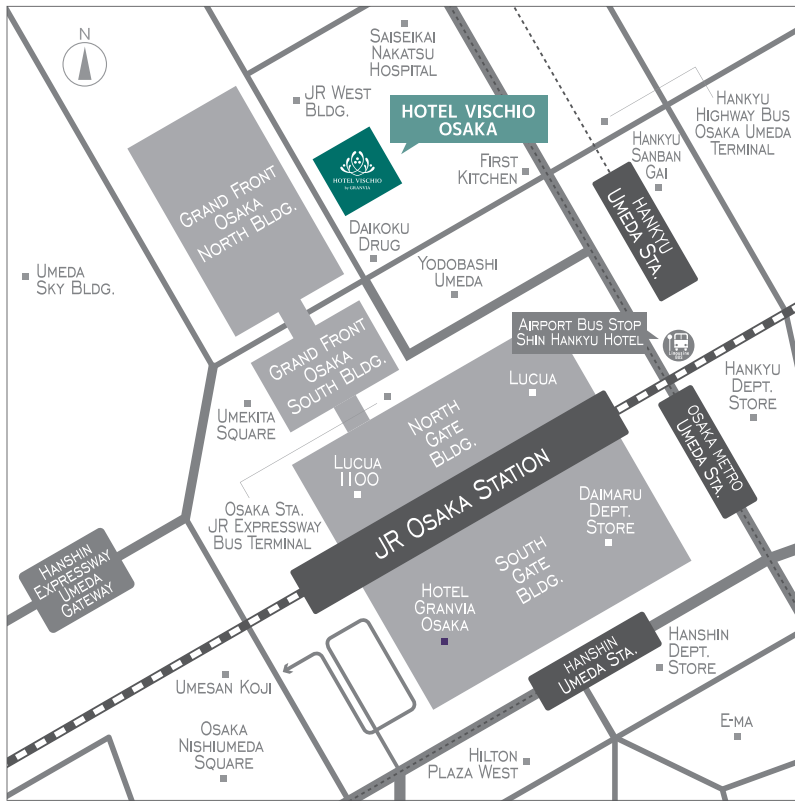 N
SAISEIKAI
NAKATSU
HOSPITAL
JR WEST
BLDG.
HOTEL VISCHIO
OSAKA
HOTEL VISCHIO
by GRANVIA
HANKYU
HIGHWAY BUS
OSAKA UMEDA
TERMINAL
HANKYU
SANBAN
GAI
FIRST
KITCHEN
GRAND FRONT
OSAKA
NORTH BLDG.
HANKYU
UMEDA STA.
DAIKOKU
DRUG
YODOBASHI
UMEDA
UMEDA
SKY BLDG.
AIRPORT BUS STOP
SHIN HANKYU HOTEL
Limousine
BUS
GRAND FRONT
OSAKA
SOUTH BLDG.
HANKYU
DEPT.
STORE
LUCUA
UMEKITA
SQUARE
NORTH
GATE
BLDG.
OSAKA METRO
UMEDA STA.
LUCUA
1100
JR OSAKA STATION
DAIMARU
DEPT.
STORE
OSAKA STA.
JR EXPRESSWAY
BUS TERMINAL
SOUTH
GATE
BLDG.
HANSHIN
EXPRESSWAY
UMEDA
GATEWAY
HOTEL
GRANVIA
OSAKA
HANSHIN
UMEDA STA.
HANSHIN
DEPT.
STORE
UMESAN KOJI
OSAKA
NISHIUMEDA
SQUARE
E-MA
HILTON
PLAZA WEST